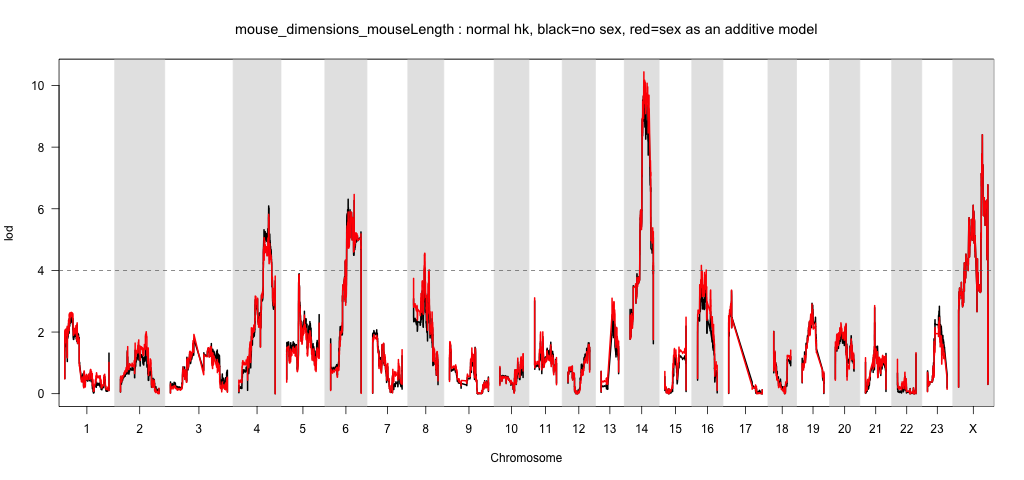 mouse_dimensions_mouseLength : normal hk, black=no sex, red=sex as an additive model
lod
10
8
6
4
2
0
1 2 3 4 5 6 7 8 9 10 11 12 13 14 15 16 17 18 19 20 21 22 23 X
Chromosome